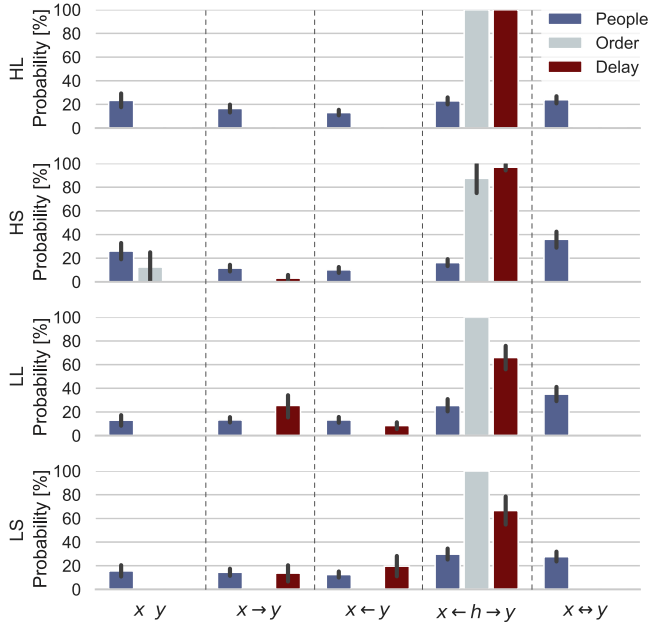 HL
Probability [%]
100
80
60
40
20
0
People
Order
Delay
HS
Probability [%]
100
80
60
40
20
0
LL
Probability [%]
100
80
60
40
20
0
LS
Probability [%]
100
80
60
40
20
0
x y
x → y
x ← y
x ← h → y
x ↔ y